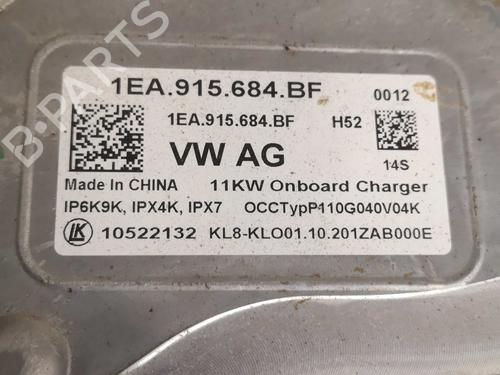 1EA.915.684.BF 0012
1EA.915.684.BF H52
VW AG
14S
Made In CHINA 11KW Onboard Charger
IP6K9K, IPX4K, IPX7 OCCTypP110G040V04K
LK 10522132 KL8-KLO01.10.201ZAB000E
B-PARTS